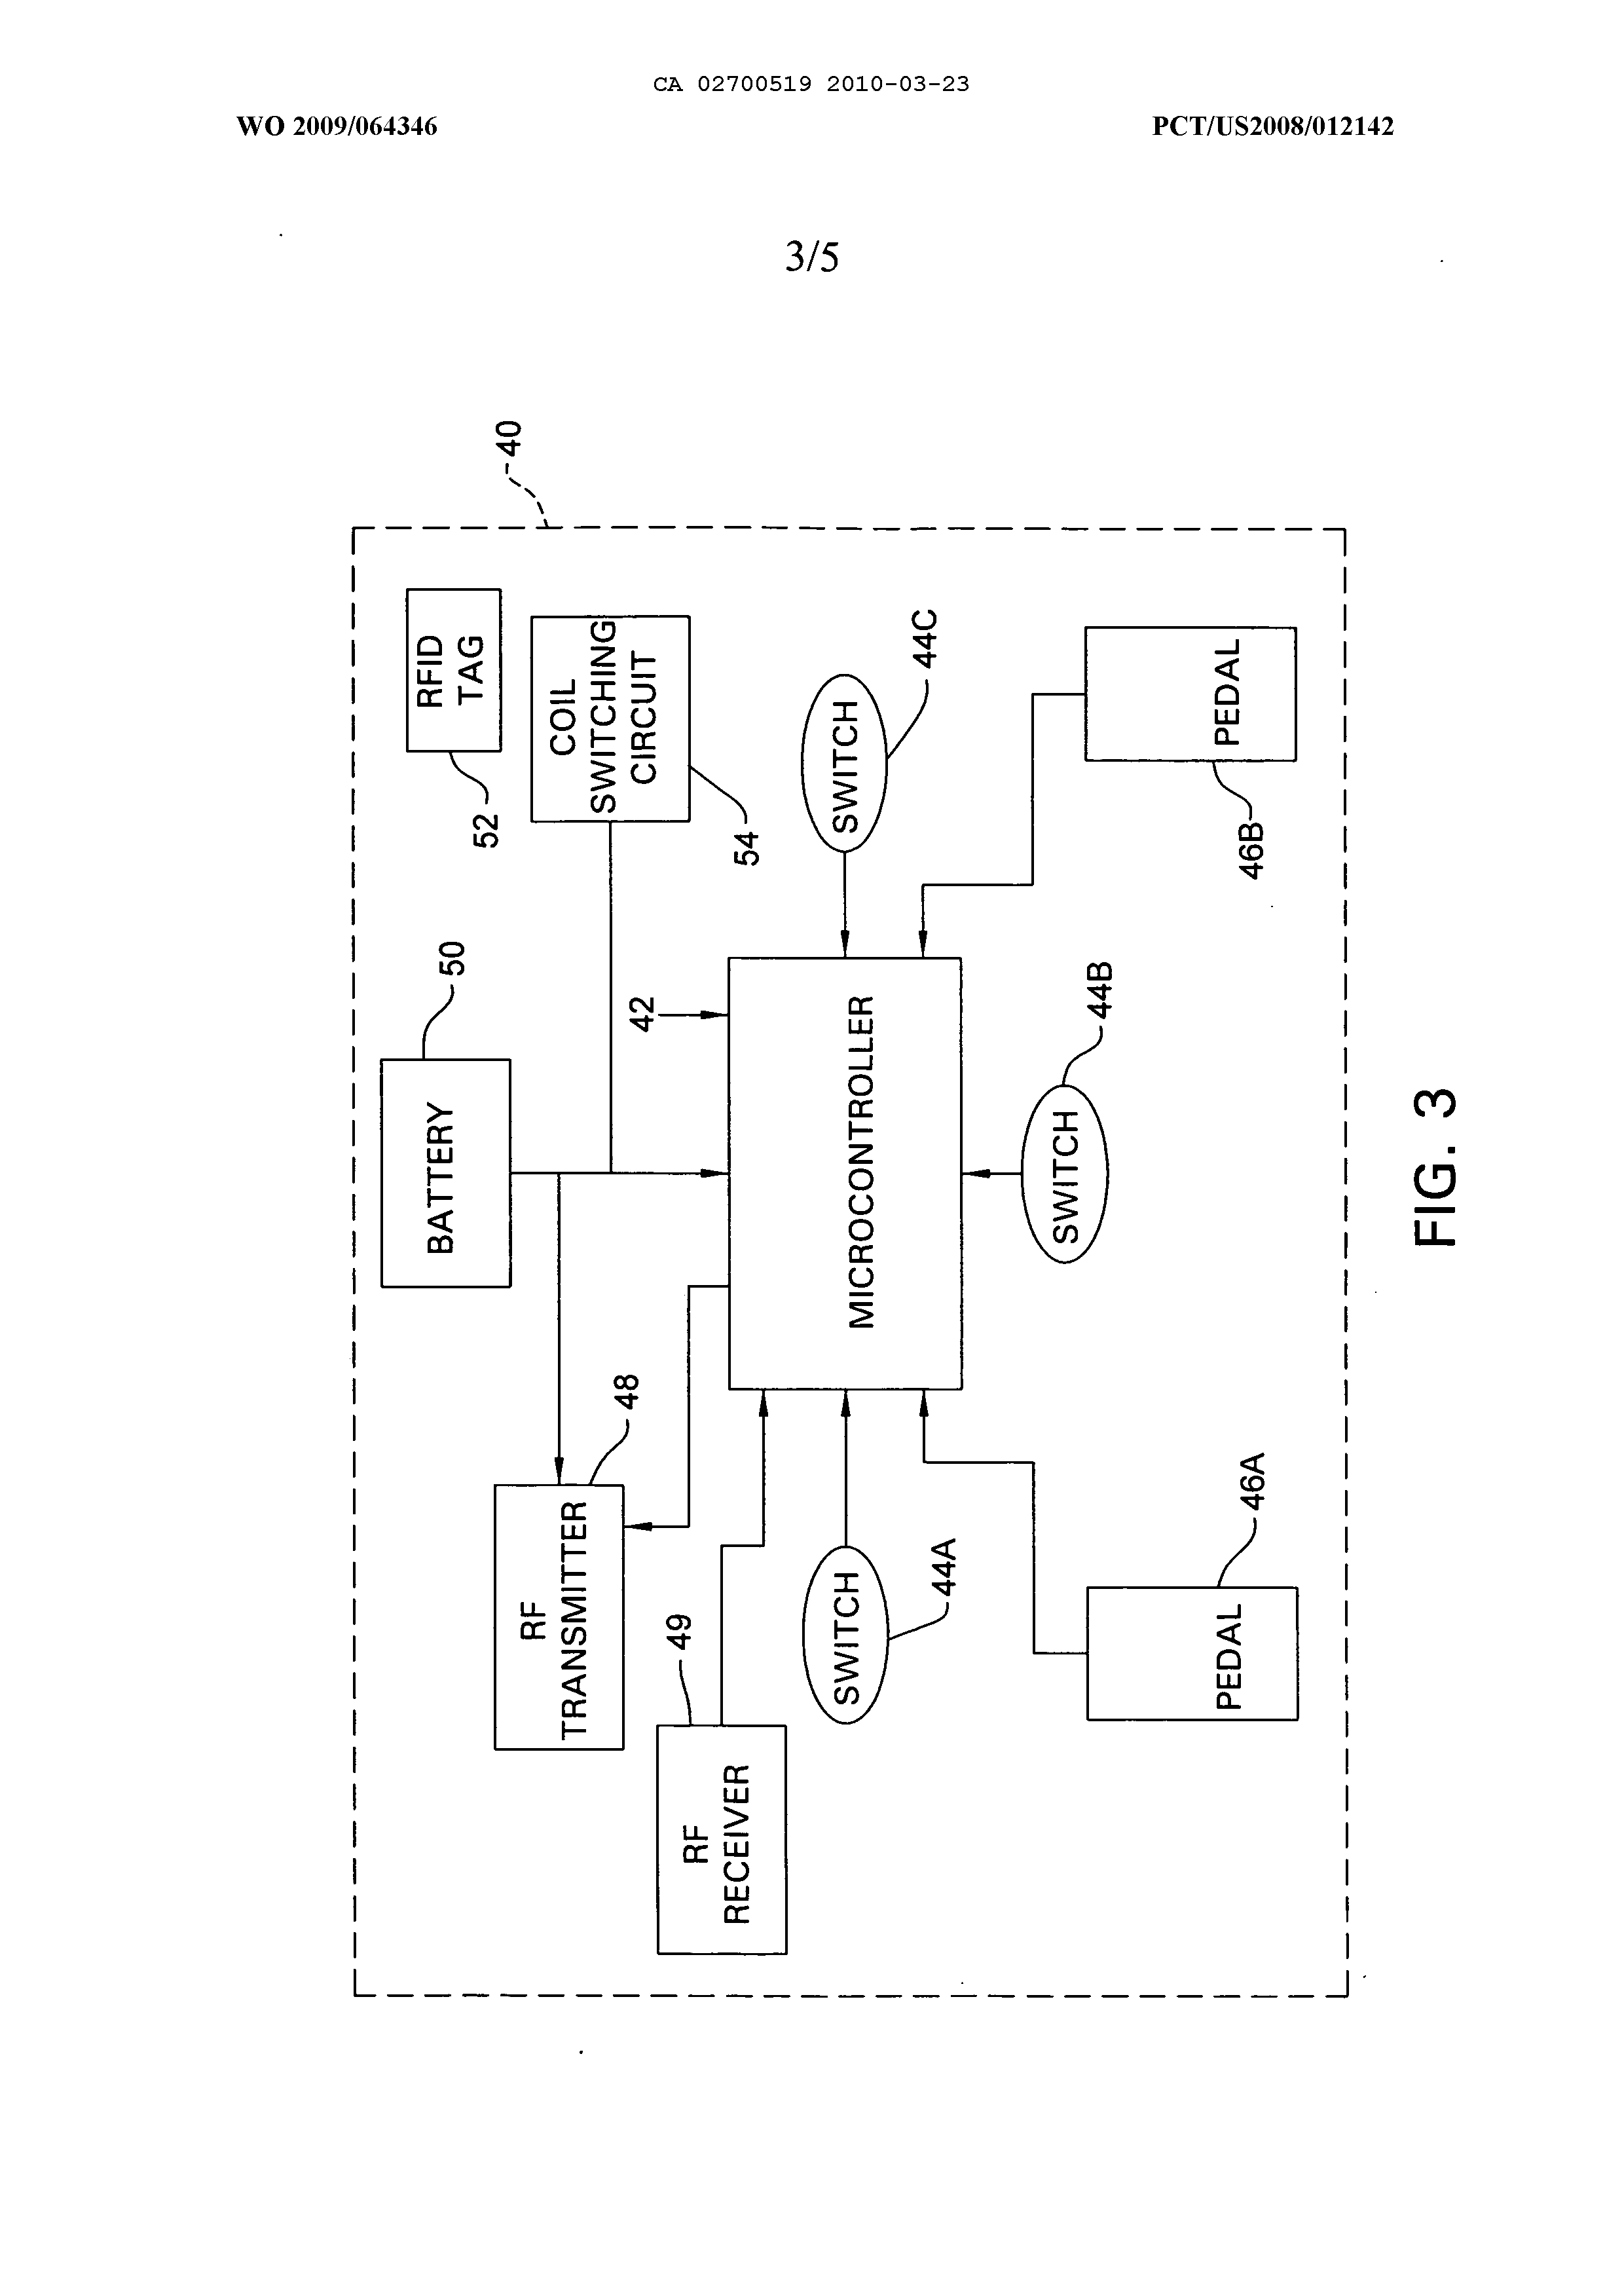 CA 02700519 2010-03-23
WO 2009/064346
PCT/US2008/012142
3/5
40
RFID
TAG
52
COIL
SWITCHING
CIRCUIT
54
BATTERY
50
42
SWITCH
44C
PEDAL
46B
MICROCONTROLLER
SWITCH
44B
RF
TRANSMITTER
48
RF
RECEIVER
49
SWITCH
44A
PEDAL
46A
FIG. 3